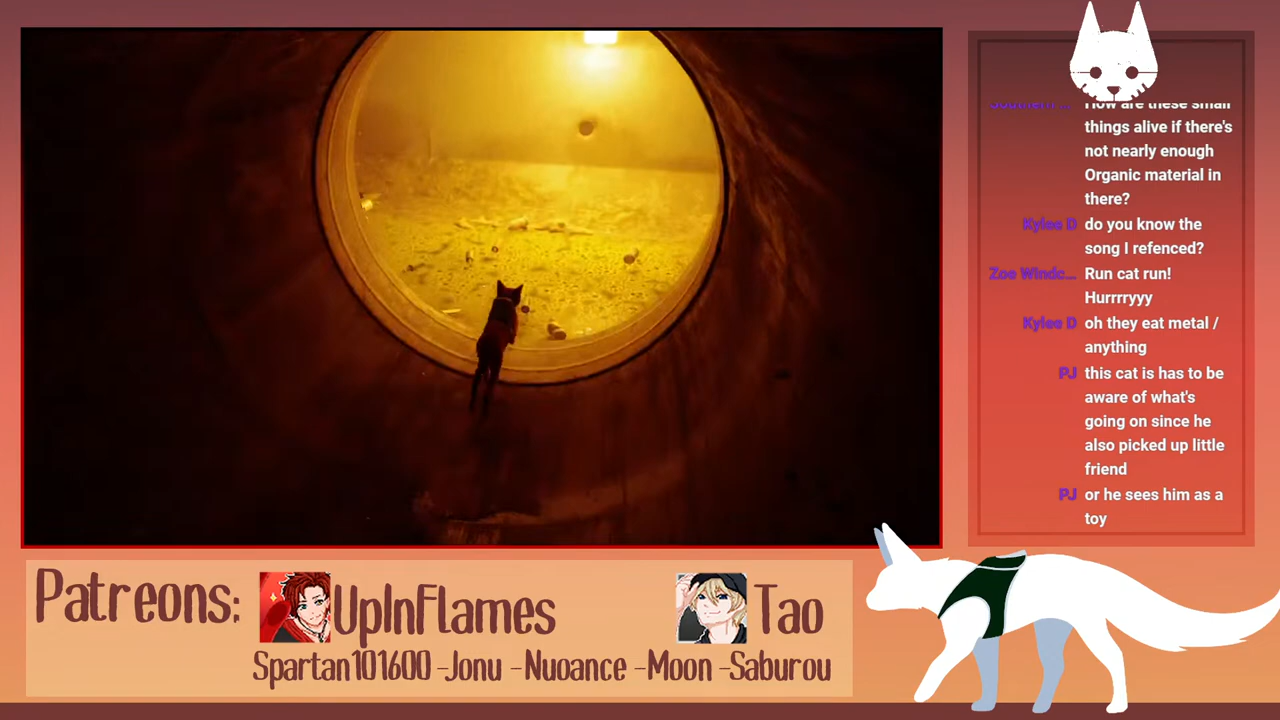 How are these small
things alive if there's
not nearly enough
Organic material in
there?
Kylee D do you know the
song I refenced?
Zoe Windc... Run cat run!
Hurrrryyy
Kylee D oh they eat metal /
anything
PJ this cat is has to be
aware of what's
going on since he
also picked up little
friend
PJ or he sees him as a
toy
Patreons: UpInFlames Tao
Spartan101600 -Jonu -Nuoance -Moon -Saburou